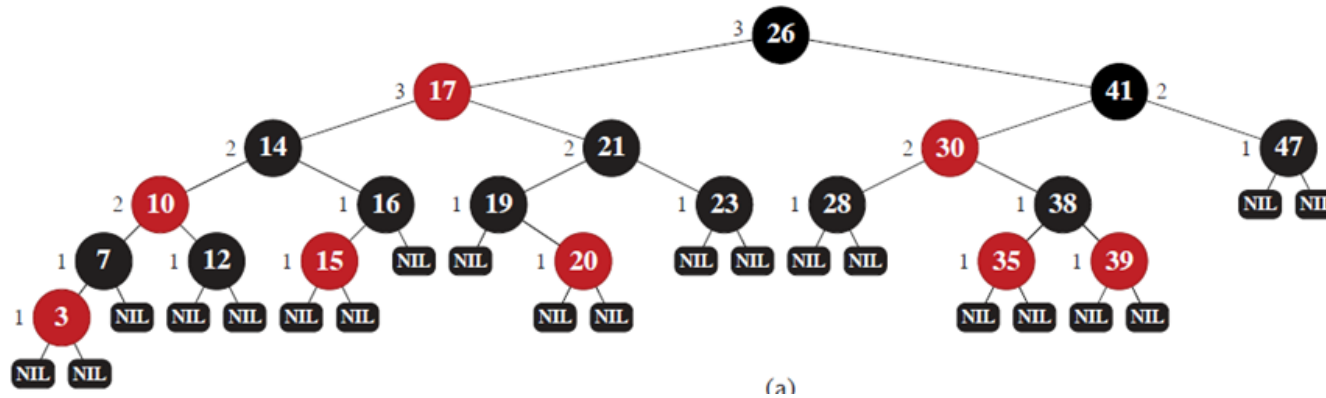 3 26
3 17 41 2
2 14 2 21 2 30 1 47
2 10 1 16 1 19 1 23 1 28 1 38 NIL NIL
1 7 1 12 1 15 NIL NIL 1 20 NIL NIL NIL NIL 1 35 1 39
1 3 NIL NIL NIL NIL NIL NIL NIL NIL NIL NIL NIL
NIL NIL
(a)